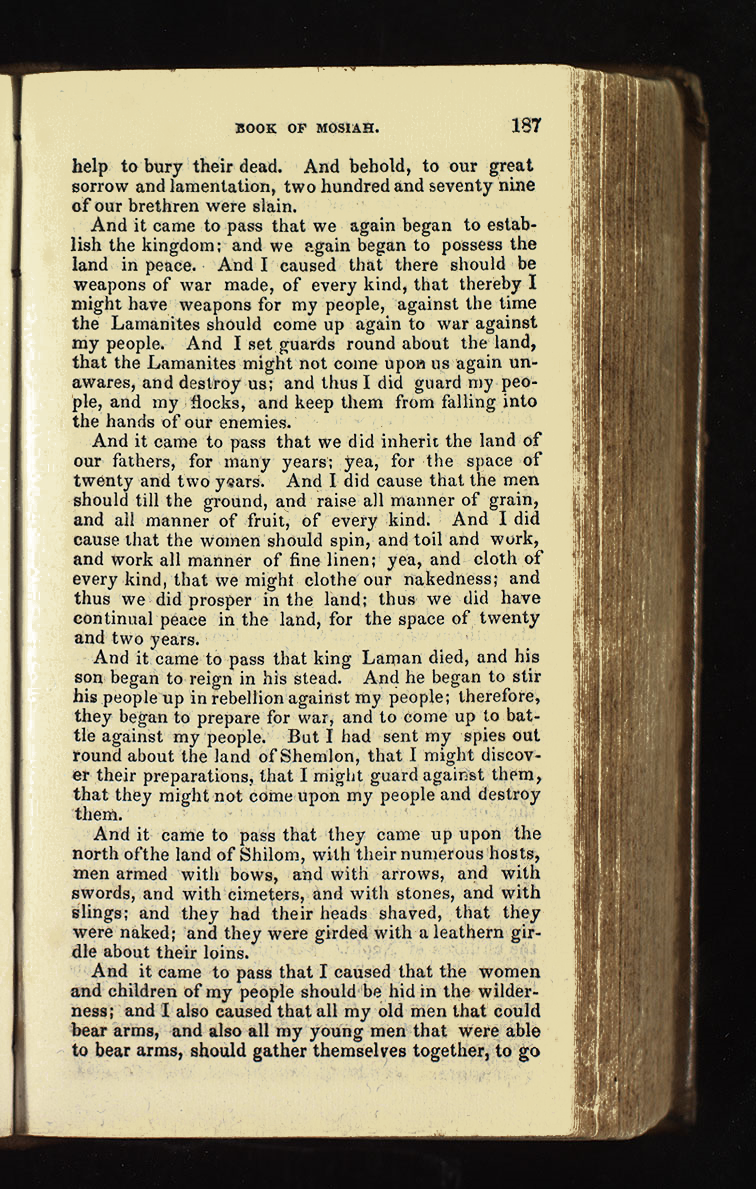 BOOK OF MOSIAH. 187
help to bury their dead. And behold, to our great
sorrow and lamentation, two hundred and seventy nine
of our brethren were slain.
And it came to pass that we again began to estab-
lish the kingdom; and we again began to possess the
land in peace. And I caused that there should be
weapons of war made, of every kind, that thereby I
might have weapons for my people, against the time
the Lamanites should come up again to war against
my people. And I set guards round about the land,
that the Lamanites might not come upon us again un-
awares, and destroy us; and thus I did guard my peo-
ple, and my flocks, and keep them from falling into
the hands of our enemies.
And it came to pass that we did inherit the land of
our fathers, for many years; yea, for the space of
twenty and two years. And I did cause that the men
should till the ground, and raise all manner of grain,
and all manner of fruit, of every kind. And I did
cause that the women should spin, and toil and work,
and work all manner of fine linen; yea, and cloth of
every kind, that we might clothe our nakedness; and
thus we did prosper in the land; thus we did have
continual peace in the land, for the space of twenty
and two years.
And it came to pass that king Laman died, and his
son began to reign in his stead. And he began to stir
his people up in rebellion against my people; therefore,
they began to prepare for war, and to come up to bat-
tle against my people. But I had sent my spies out
round about the land of Shemlon, that I might discov-
er their preparations, that I might guard against them,
that they might not come upon my people and destroy
them.
And it came to pass that they came up upon the
north ofthe land of Shilom, with their numerous hosts,
men armed with bows, and with arrows, and with
swords, and with cimeters, and with stones, and with
slings; and they had their heads shaved, that they
were naked; and they were girded with a leathern gir-
dle about their loins.
And it came to pass that I caused that the women
and children of my people should be hid in the wilder-
ness; and I also caused that all my old men that could
bear arms, and also all my young men that were able
to bear arms, should gather themselves together, to go